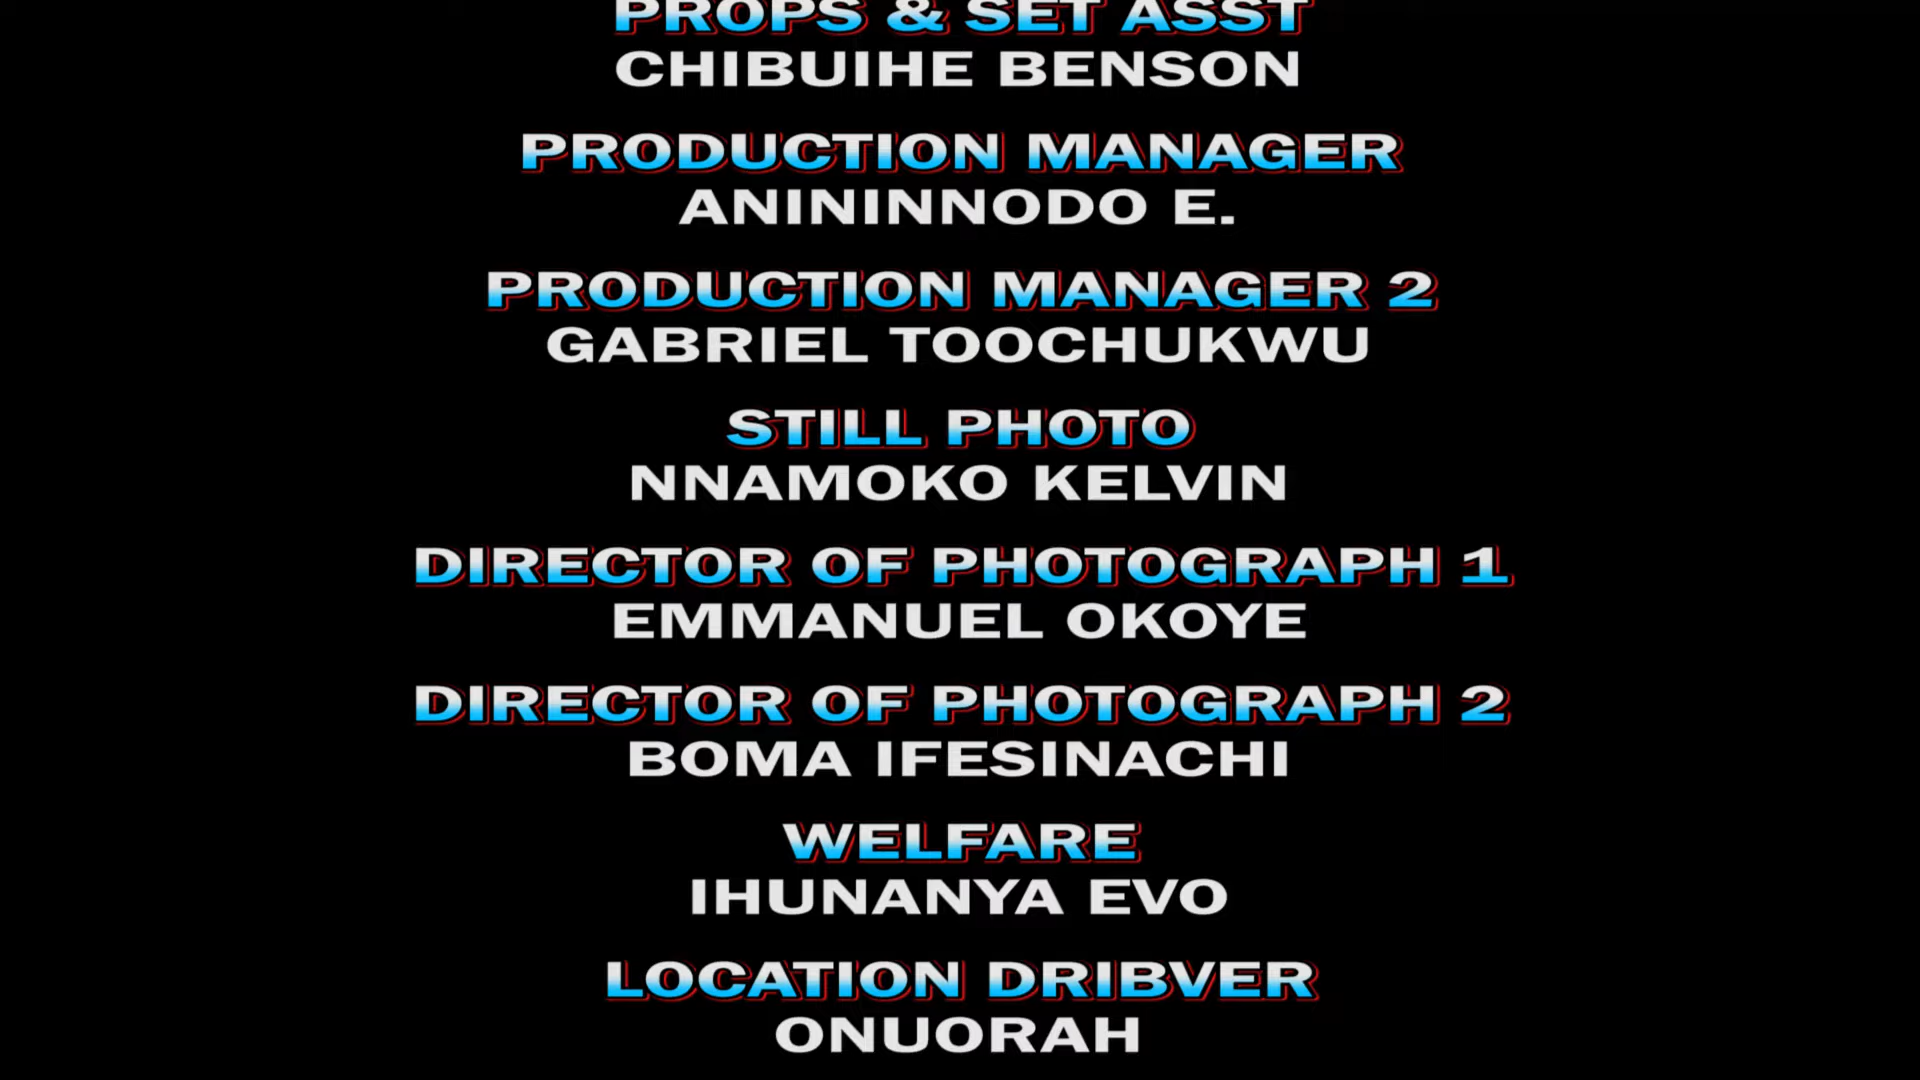 PROPS & SET ASST
CHIBUIHE BENSON
PRODUCTION MANAGER
ANININNODO E.
PRODUCTION MANAGER 2
GABRIEL TOOCHUKWU
STILL PHOTO
NNAMOKO KELVIN
DIRECTOR OF PHOTOGRAPH 1
EMMANUEL OKOYE
DIRECTOR OF PHOTOGRAPH 2
BOMA IFESINACHI
WELFARE
IHUNANYA EVO
LOCATION DRIBVER
ONUORAH